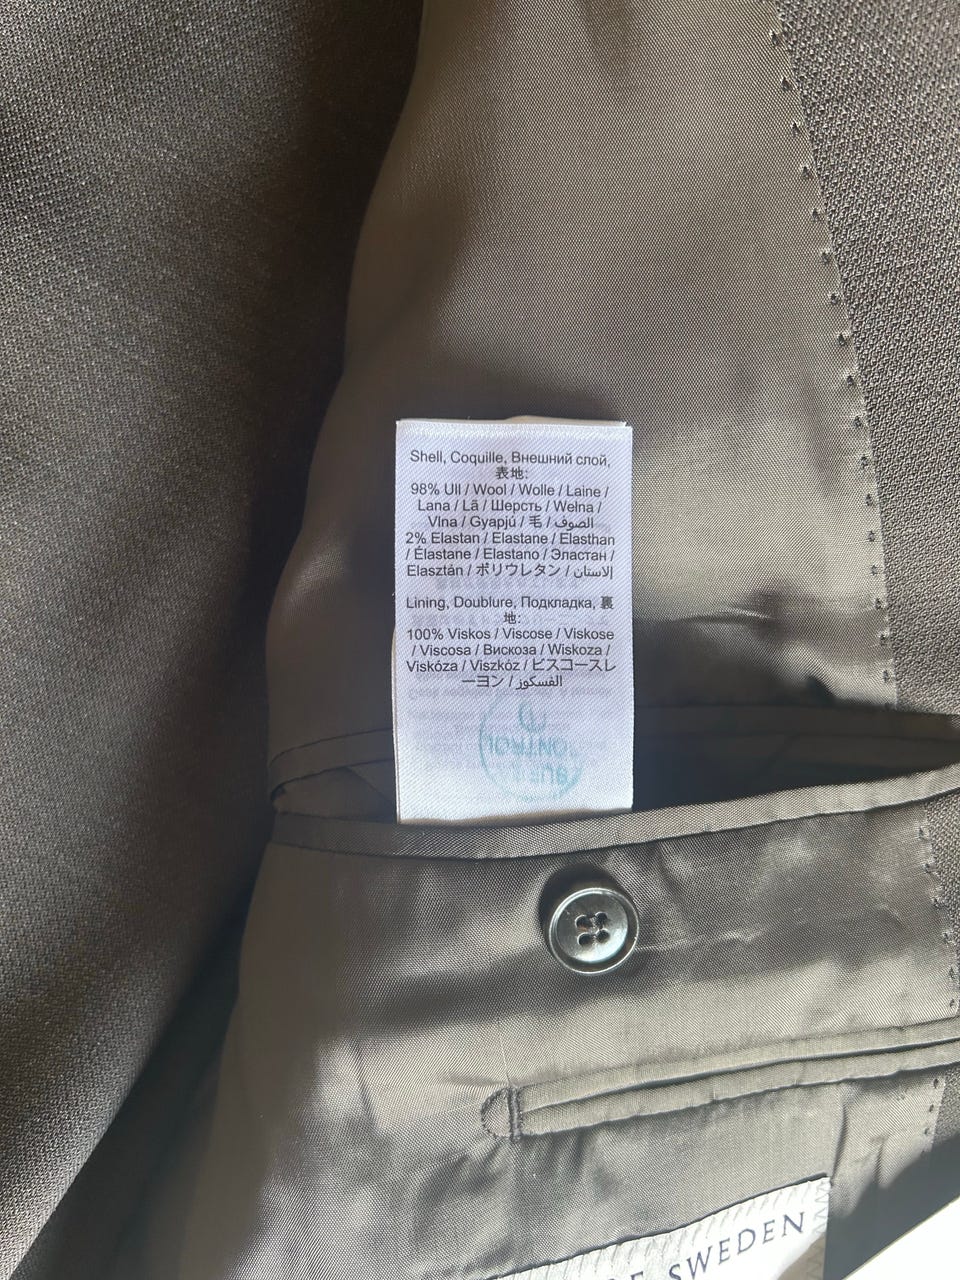 Shell, Coquille, Внешний слой,
表地:
98% Ull / Wool / Wolle / Laine /
Lana / Lã / Шерсть / Wełna /
Vlna / Gyapjú / 毛 / الصوف
2% Elastan / Elastane / Elasthan
/ Élastane / Elastano / Эластан /
Elasztán / ポリウレタン / إلاستان
Lining, Doublure, Подкладка, 裏
地:
100% Viskos / Viscose / Viskose
/ Viscosa / Вискоза / Wiskoza /
Viskóza / Viszkóz / ビスコースレ
ーヨン / الفسكوز
SWEDEN